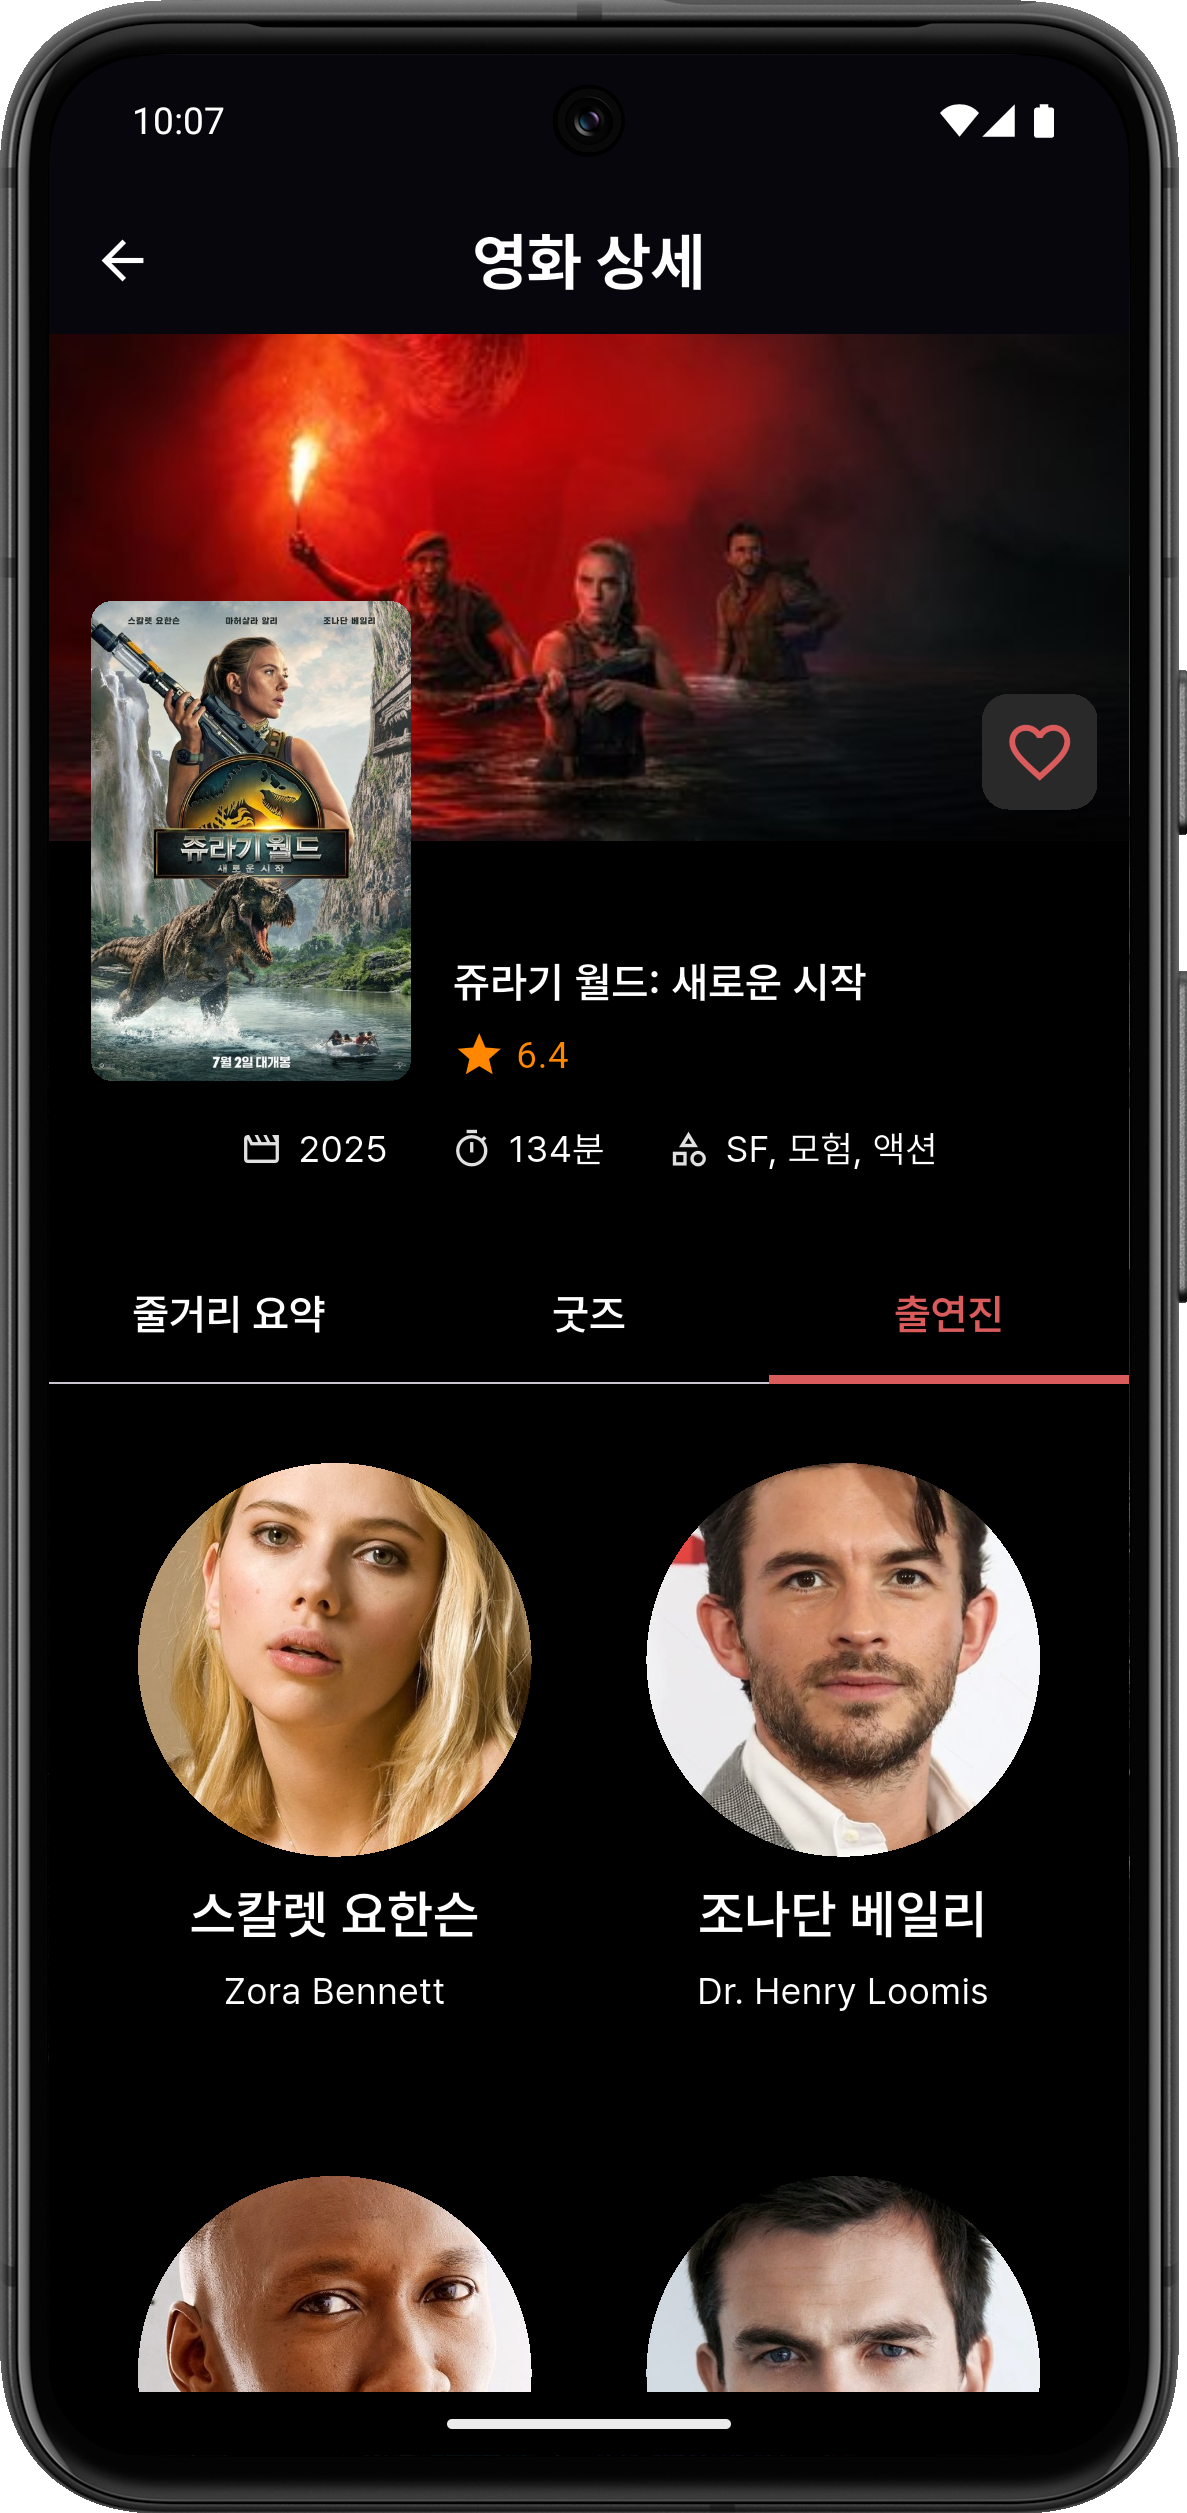 10:07
영화 상세
스칼렛 요한슨 마허샬라 알리 조나단 베일리
쥬라기 월드
새로운 시작
7월 2일 대개봉
쥬라기 월드: 새로운 시작
6.4
2025 134분 SF, 모험, 액션
줄거리 요약 굿즈 출연진
스칼렛 요한슨 조나단 베일리
Zora Bennett Dr. Henry Loomis